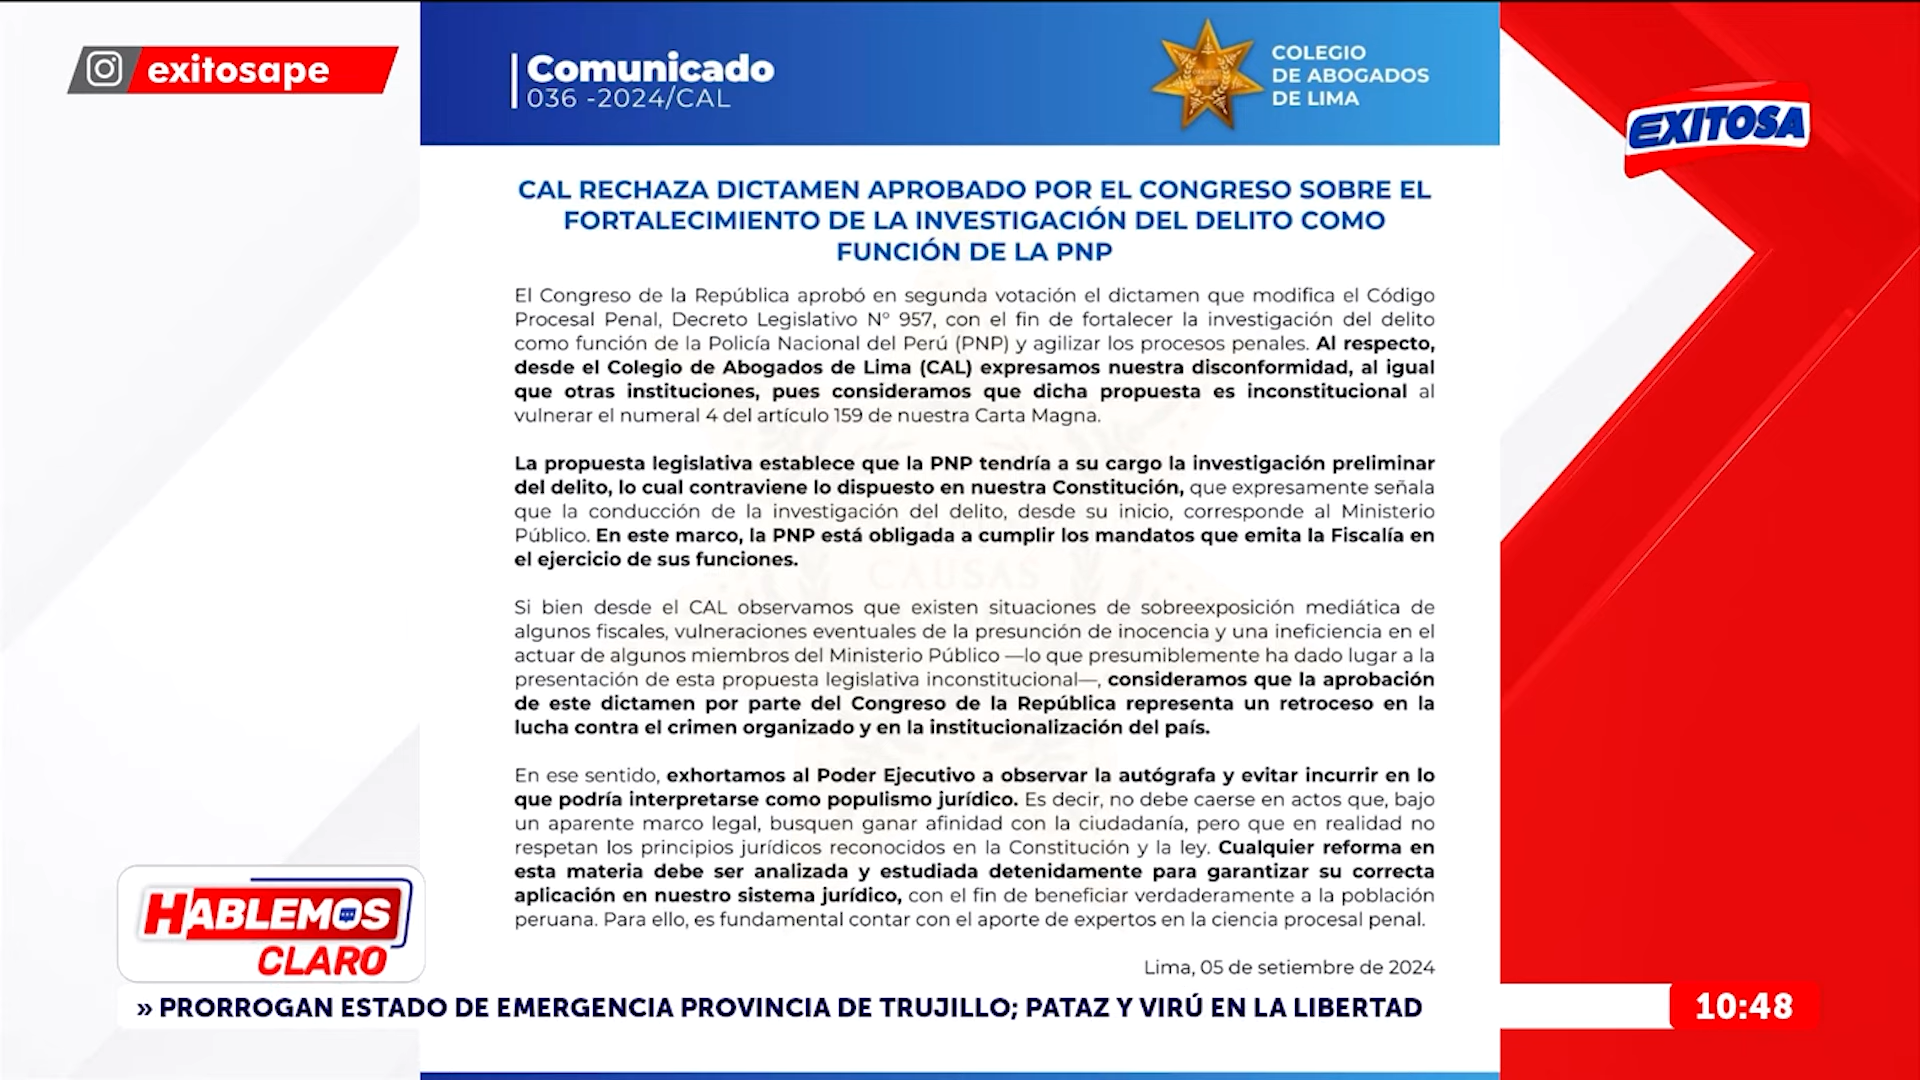 exitosape
Comunicado
036 -2024/CAL
COLEGIO
DE ABOGADOS
DE LIMA
EXITOSA
CAL RECHAZA DICTAMEN APROBADO POR EL CONGRESO SOBRE EL
FORTALECIMIENTO DE LA INVESTIGACIÓN DEL DELITO COMO
FUNCIÓN DE LA PNP
El Congreso de la República aprobó en segunda votación el dictamen que modifica el Código
Procesal Penal, Decreto Legislativo N° 957, con el fin de fortalecer la investigación del delito
como función de la Policía Nacional del Perú (PNP) y agilizar los procesos penales. Al respecto,
desde el Colegio de Abogados de Lima (CAL) expresamos nuestra disconformidad, al igual
que otras instituciones, pues consideramos que dicha propuesta es inconstitucional al
vulnerar el numeral 4 del artículo 159 de nuestra Carta Magna.
La propuesta legislativa establece que la PNP tendría a su cargo la investigación preliminar
del delito, lo cual contraviene lo dispuesto en nuestra Constitución, que expresamente señala
que la conducción de la investigación del delito, desde su inicio, corresponde al Ministerio
Público. En este marco, la PNP está obligada a cumplir los mandatos que emita la Fiscalía en
el ejercicio de sus funciones.
CAUSAS
Si bien desde el CAL observamos que existen situaciones de sobreexposición mediática de
algunos fiscales, vulneraciones eventuales de la presunción de inocencia y una ineficiencia en el
actuar de algunos miembros del Ministerio Público —lo que presumiblemente ha dado lugar a la
presentación de esta propuesta legislativa inconstitucional—, consideramos que la aprobación
de este dictamen por parte del Congreso de la República representa un retroceso en la
lucha contra el crimen organizado y en la institucionalización del país.
En ese sentido, exhortamos al Poder Ejecutivo a observar la autógrafa y evitar incurrir en lo
que podría interpretarse como populismo jurídico. Es decir, no debe caerse en actos que, bajo
un aparente marco legal, busquen ganar afinidad con la ciudadanía, pero que en realidad no
respetan los principios jurídicos reconocidos en la Constitución y la ley. Cualquier reforma en
esta materia debe ser analizada y estudiada detenidamente para garantizar su correcta
aplicación en nuestro sistema jurídico, con el fin de beneficiar verdaderamente a la población
peruana. Para ello, es fundamental contar con el aporte de expertos en la ciencia procesal penal.
Lima, 05 de setiembre de 2024
HABLEMOS
CLARO
» PRORROGAN ESTADO DE EMERGENCIA PROVINCIA DE TRUJILLO; PATAZ Y VIRÚ EN LA LIBERTAD
10:48